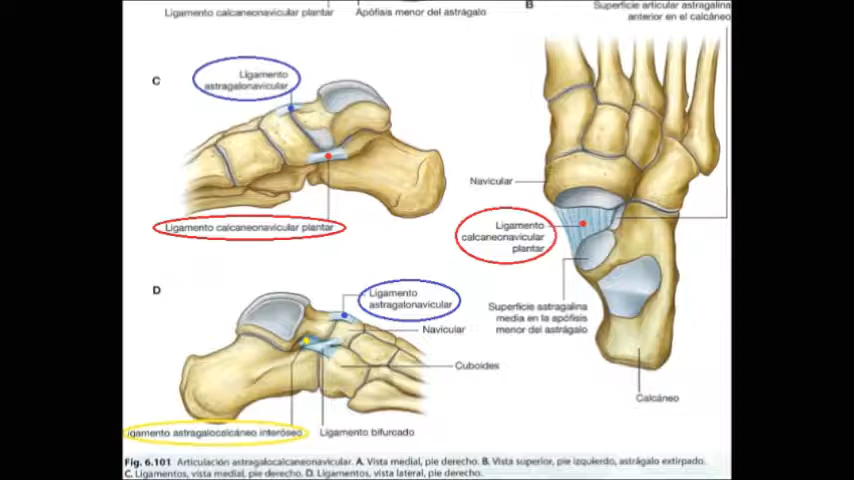 Ligamento calcaneonavicular plantar
Apófisis menor del astrágalo
B
Superficie articular astragalina
anterior en el calcáneo
C
Ligamento
astragalonavicular
Ligamento calcaneonavicular plantar
Navicular
Ligamento
calcaneonavicular
plantar
Superficie astragalina
media en la apófisis
menor del astrágalo
Calcáneo
D
Ligamento
astragalonavicular
Navicular
Cuboides
igamento astragalocalcáneo interóseo
Ligamento bifurcado
Fig. 6.101 Articulación astragalocalcaneonavicular. A. Vista medial, pie derecho. B. Vista superior, pie izquierdo, astrágalo extirpado.
C. Ligamentos, vista medial, pie derecho. D. Ligamentos, vista lateral, pie derecho.